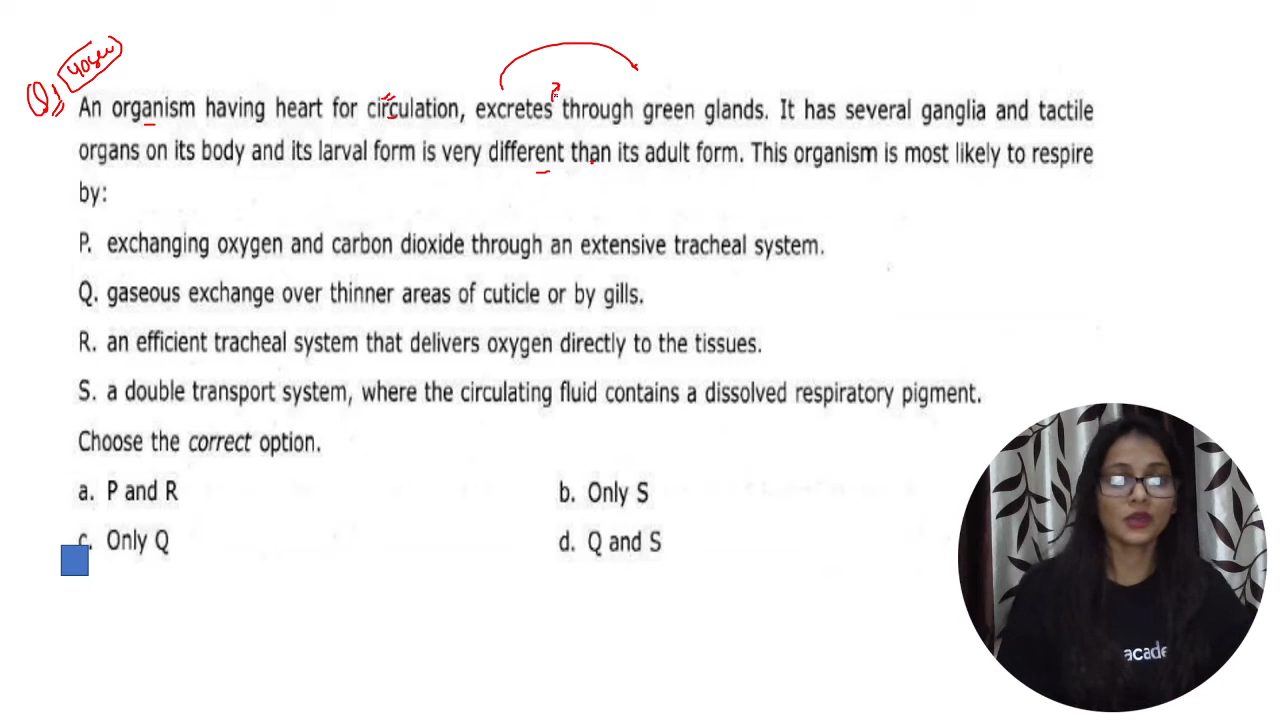 Q1 40sec
An organism having heart for circulation, excretes through green glands. It has several ganglia and tactile
organs on its body and its larval form is very different than its adult form. This organism is most likely to respire
by:
P. exchanging oxygen and carbon dioxide through an extensive tracheal system.
Q. gaseous exchange over thinner areas of cuticle or by gills.
R. an efficient tracheal system that delivers oxygen directly to the tissues.
S. a double transport system, where the circulating fluid contains a dissolved respiratory pigment.
Choose the correct option.
a. P and R
b. Only S
c. Only Q
d. Q and S
acade